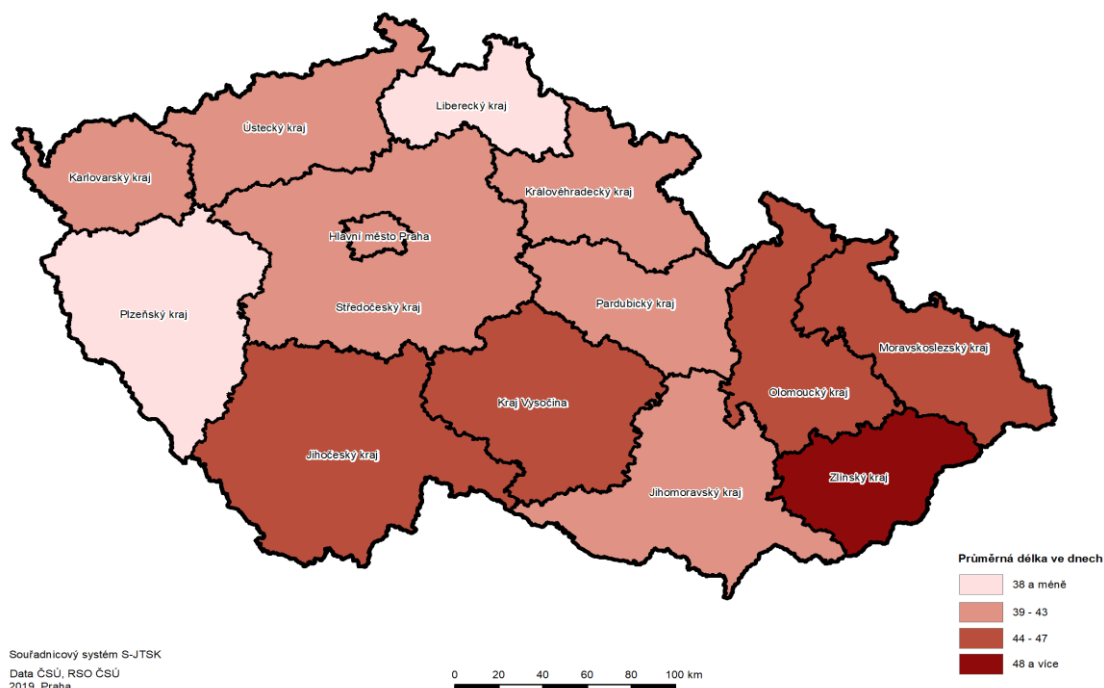 Liberecký kraj
Ústecký kraj
Karlovarský kraj
Královéhradecký kraj
Hlavní město Praha
Středočeský kraj
Pardubický kraj
Plzeňský kraj
Moravskoslezský kraj
Olomoucký kraj
Kraj Vysočina
Jihočeský kraj
Zlínský kraj
Jihomoravský kraj
Průměrná délka ve dnech
38 a méně
39 - 43
44 - 47
48 a více
Souřadnicový systém S-JTSK
Data ČSÚ, RSO ČSÚ
2019, Praha
0 20 40 60 80 100 km